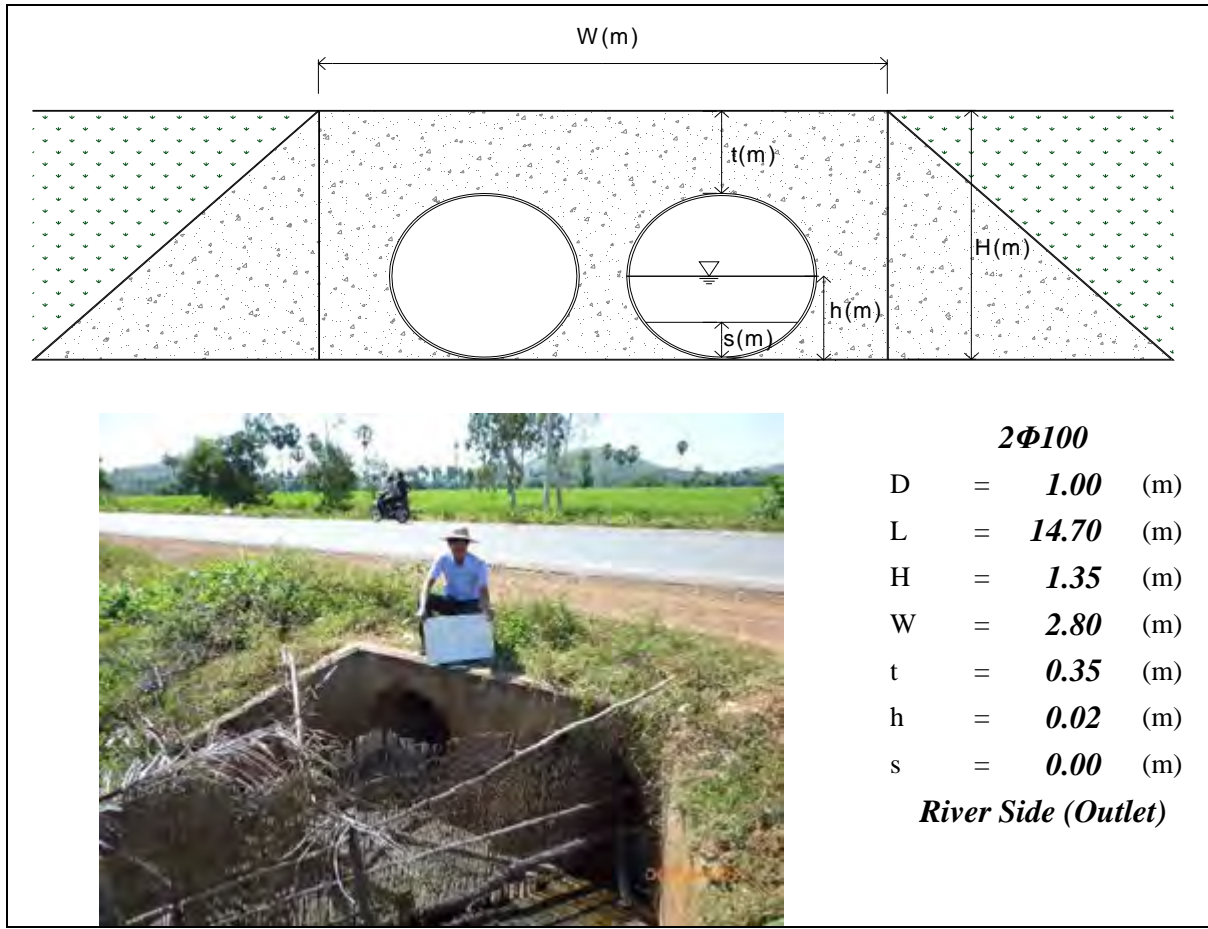 W(m)
t(m)
H(m)
h(m)
s(m)
2Φ100
D = 1.00 (m)
L = 14.70 (m)
H = 1.35 (m)
W = 2.80 (m)
t = 0.35 (m)
h = 0.02 (m)
s = 0.00 (m)
River Side (Outlet)